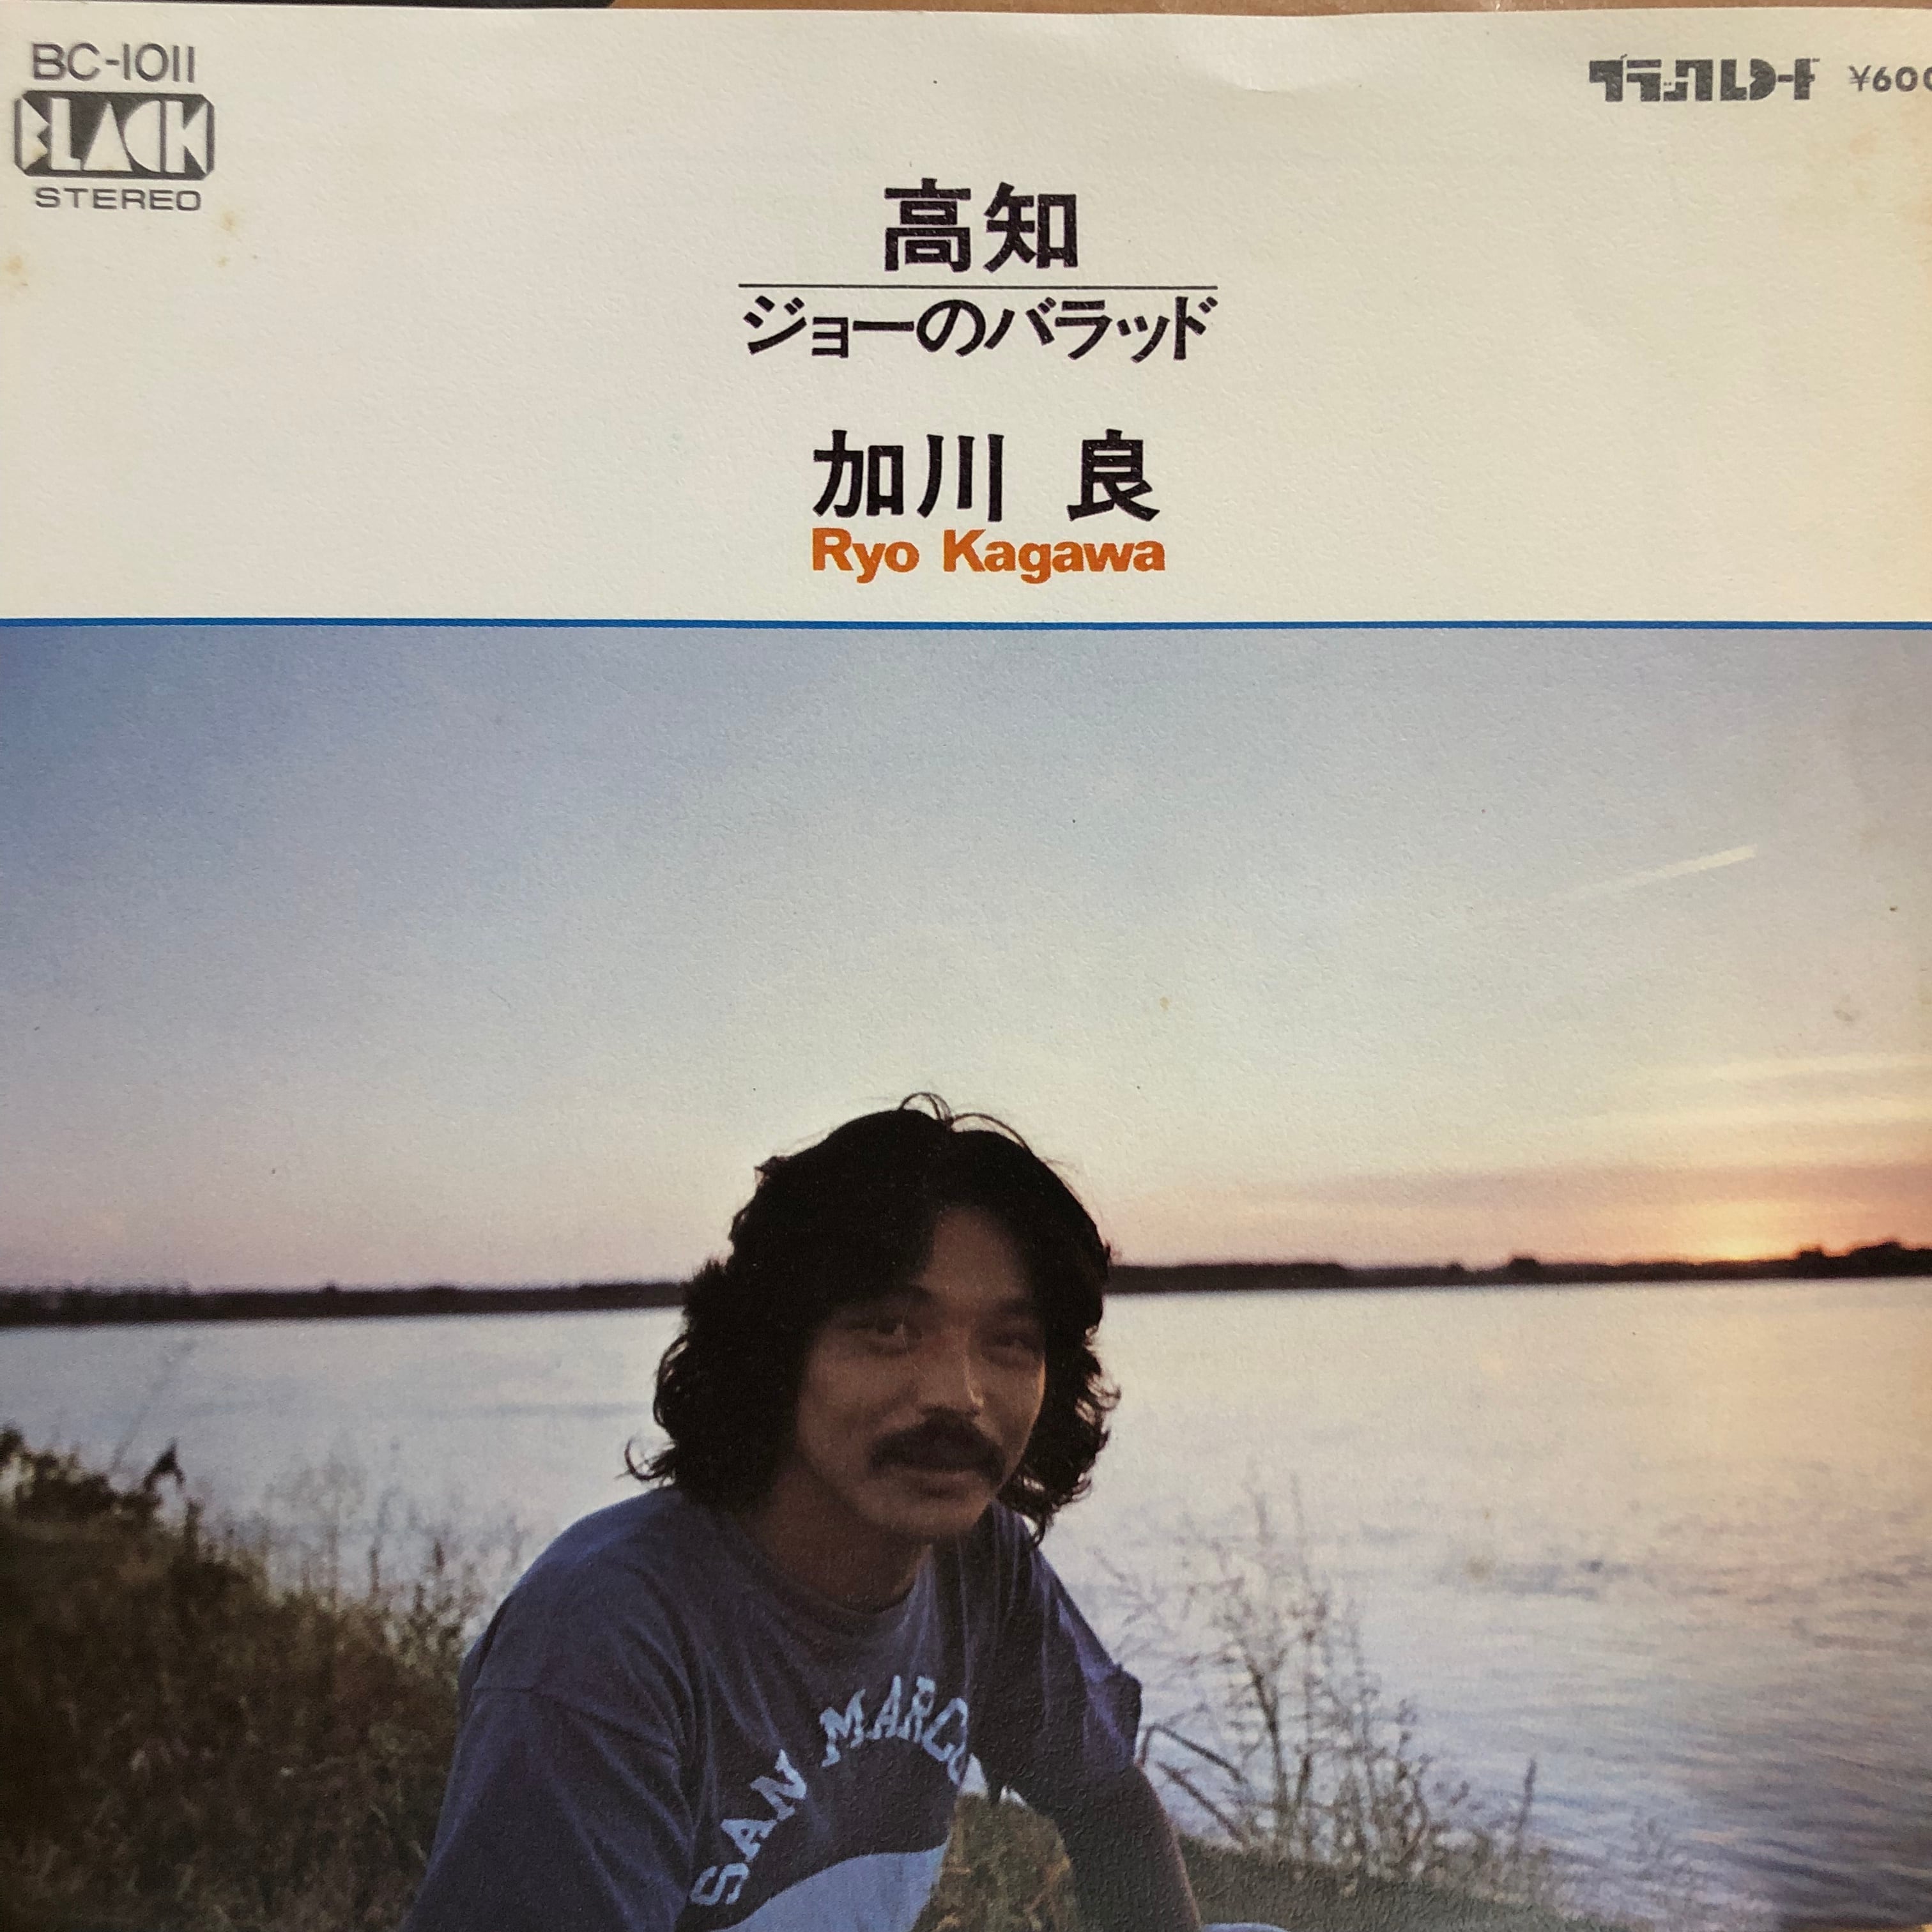 BC-1011
BLACK
STEREO
ブラックレコード ¥600
高知
ジョーのバラッド
加川 良
Ryo Kagawa
SAN MARCO